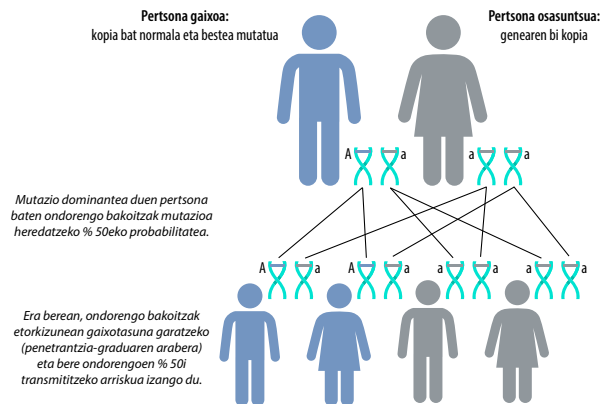 Pertsona gaixoa:
kopia bat normala eta bestea mutatua
Pertsona osasuntsua:
genearen bi kopia
A a a a
Mutazio dominantea duen pertsona
baten ondorengo bakoitzak mutazioa
heredatzeko % 50eko probabilitatea.
A a A a a a a a
Era berean, ondorengo bakoitzak
etorkizunean gaixotasuna garatzeko
(penetrantzia-graduaren arabera)
eta bere ondorengoen % 50i
transmititzeko arriskua izango du.